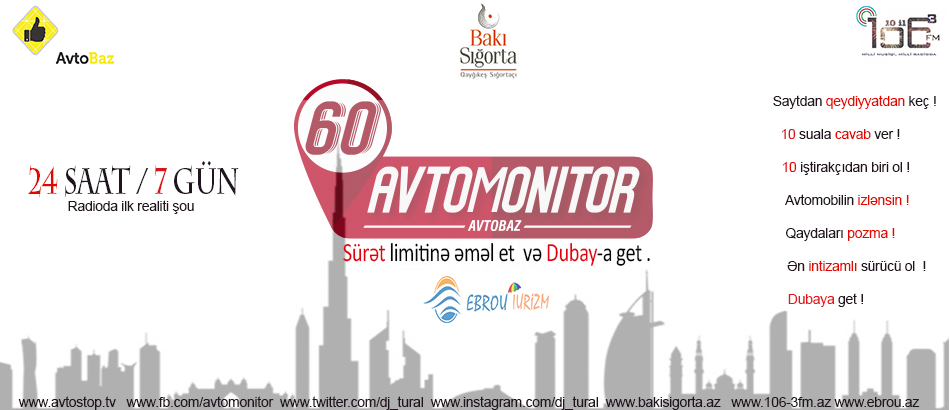 AvtoBaz
Bakı
Sığorta
Qayğıkeş Sığortaçı
10 11
106 3
FM
60
AVTOMONITOR
AVTOBAZ
Sürət limitinə əməl et və Dubay-a get .
EBROU TURİZM
24 SAAT / 7 GÜN
Radioda ilk realiti şou
Saytdan qeydiyyatdan keç !
10 suala cavab ver !
10 iştirakçıdan biri ol !
Avtomobilin izlənsin !
Qaydaları pozma !
Ən intizamlı sürücü ol !
Dubaya get !
www.avtostop.tv www.fb.com/avtomonitor www.twitter.com/dj_tural www.instagram.com/dj_tural www.bakisigorta.az www.106-3fm.az www.ebrou.az